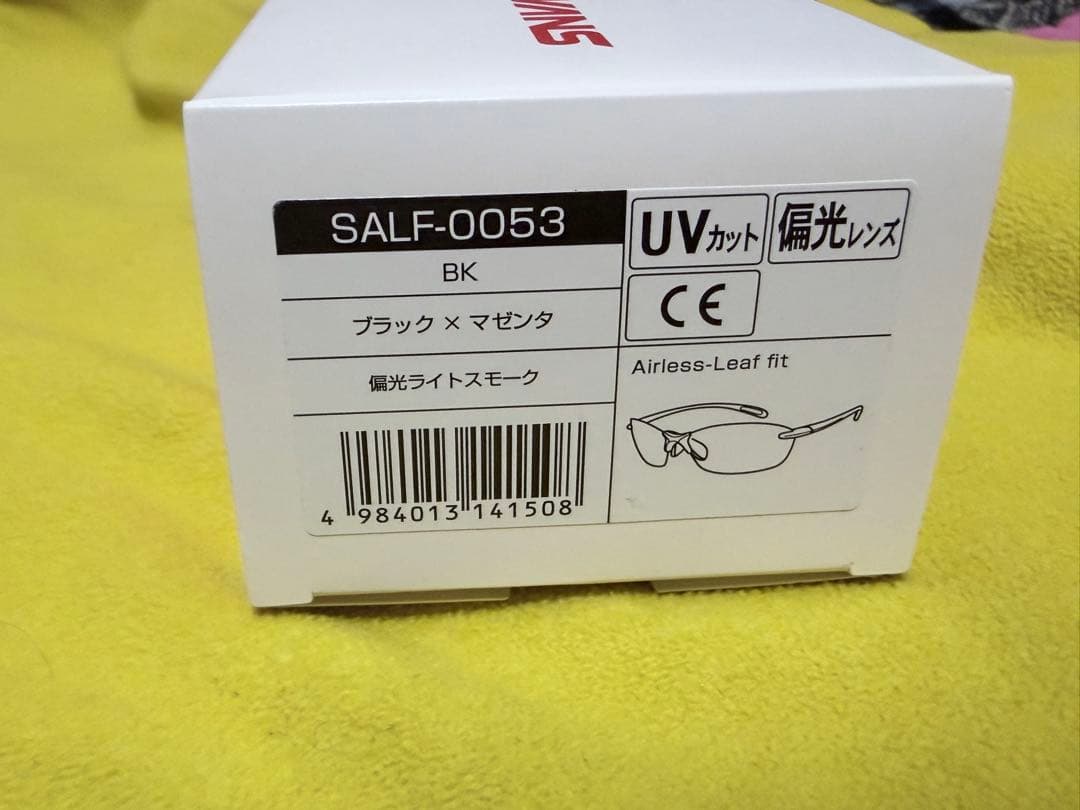 VANS
SALF-0053
BK
ブラック × マゼンタ
偏光ライトスモーク
4 984013 141508
UVカット
偏光レンズ
CE
Airless-Leaf fit